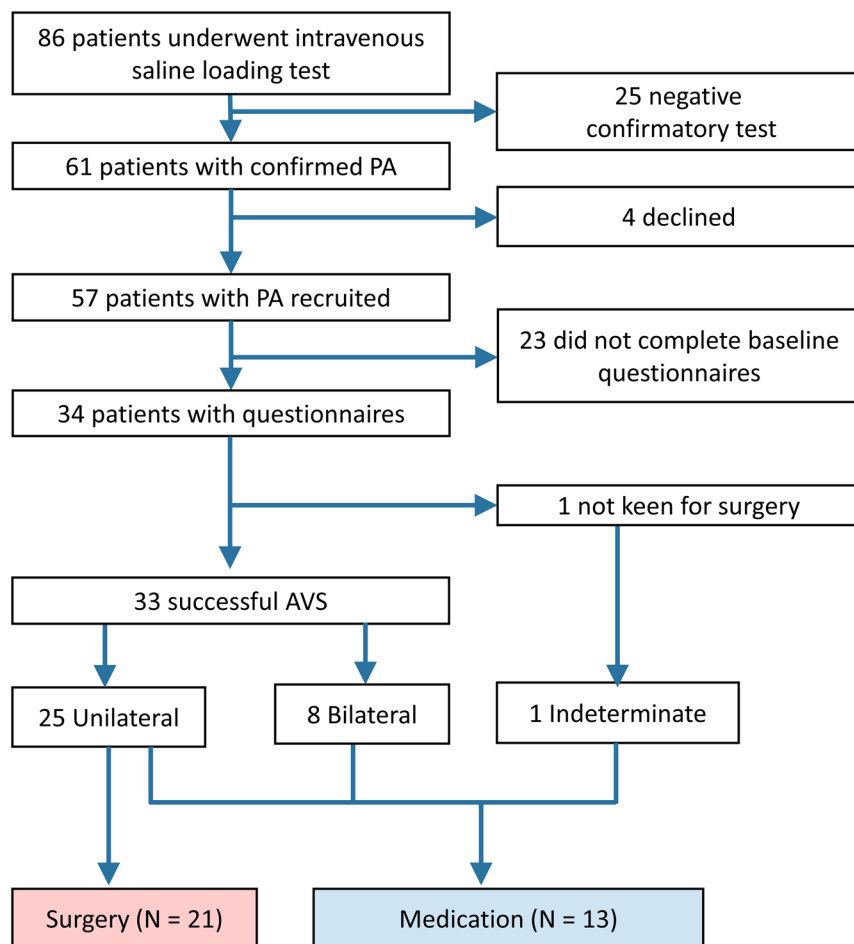 86 patients underwent intravenous
saline loading test
25 negative
confirmatory test
61 patients with confirmed PA
4 declined
57 patients with PA recruited
23 did not complete baseline
questionnaires
34 patients with questionnaires
1 not keen for surgery
33 successful AVS
25 Unilateral
8 Bilateral
1 Indeterminate
Surgery (N = 21)
Medication (N = 13)